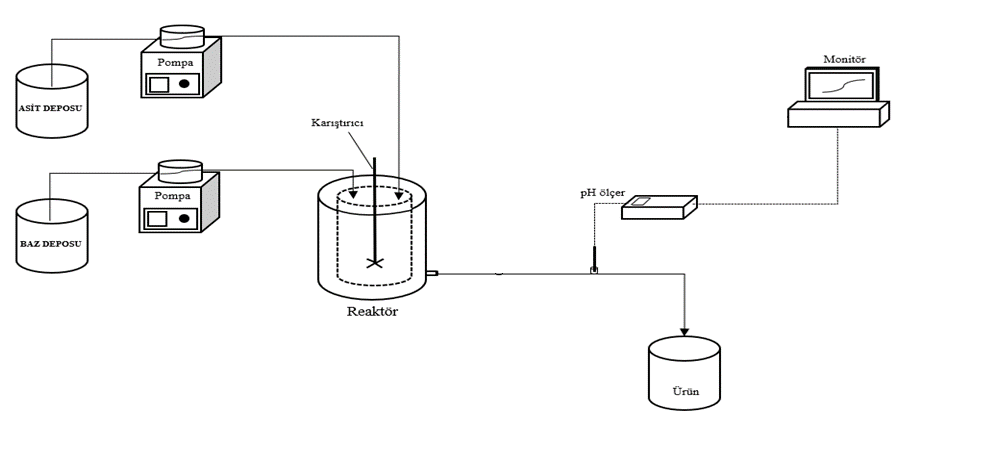 Pompa
ASİT DEPOSU
Monitör
Karıştırıcı
Pompa
pH ölçer
BAZ DEPOSU
Reaktör
Ürün